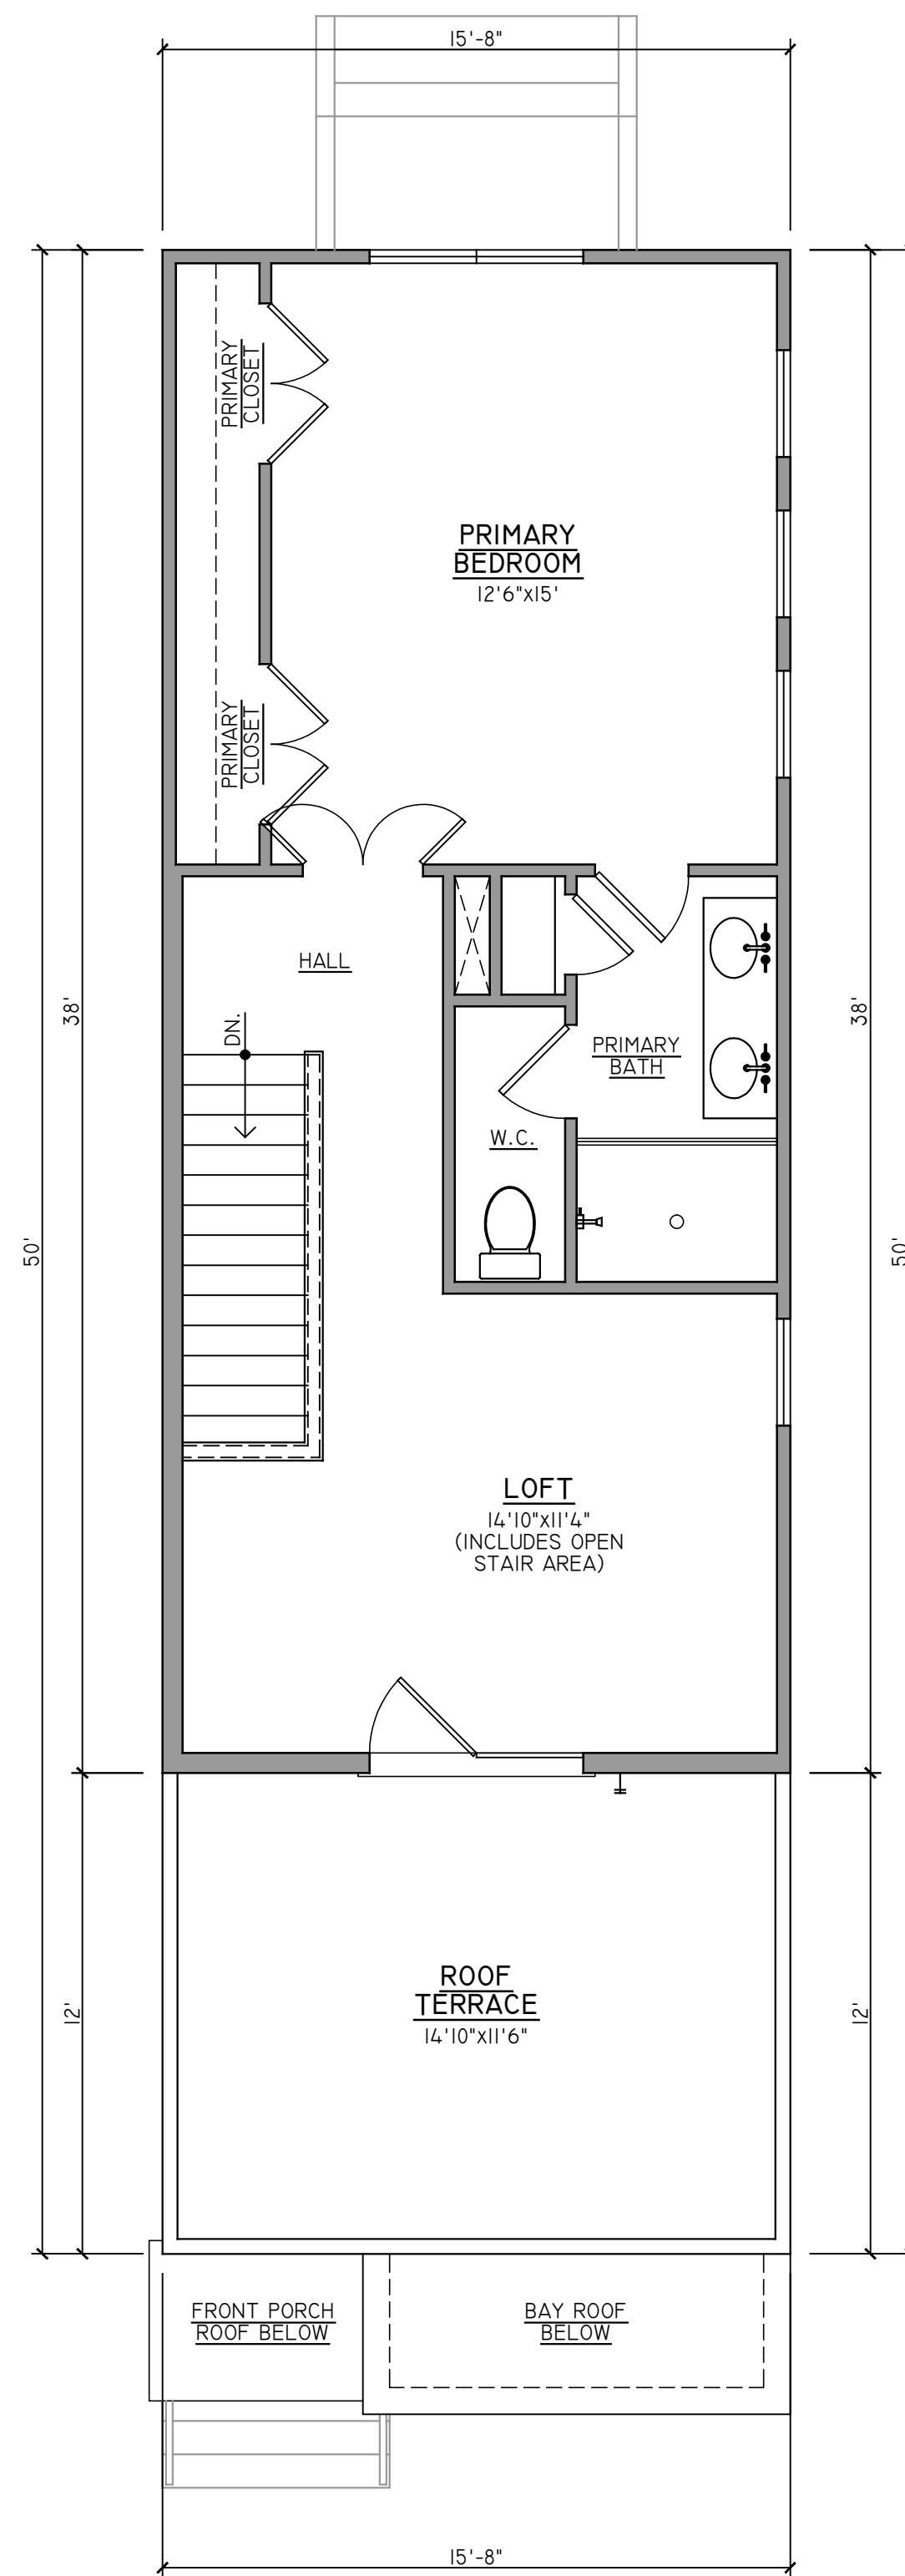 15'-8"
PRIMARY
CLOSET
PRIMARY
BEDROOM
12'6"x15'
PRIMARY
CLOSET
HALL
DN.
38'
38'
PRIMARY
BATH
W.C.
50'
50'
LOFT
14'10"x11'4"
(INCLUDES OPEN
STAIR AREA)
ROOF
TERRACE
14'10"x11'6"
12'
12'
FRONT PORCH
ROOF BELOW
BAY ROOF
BELOW
15'-8"